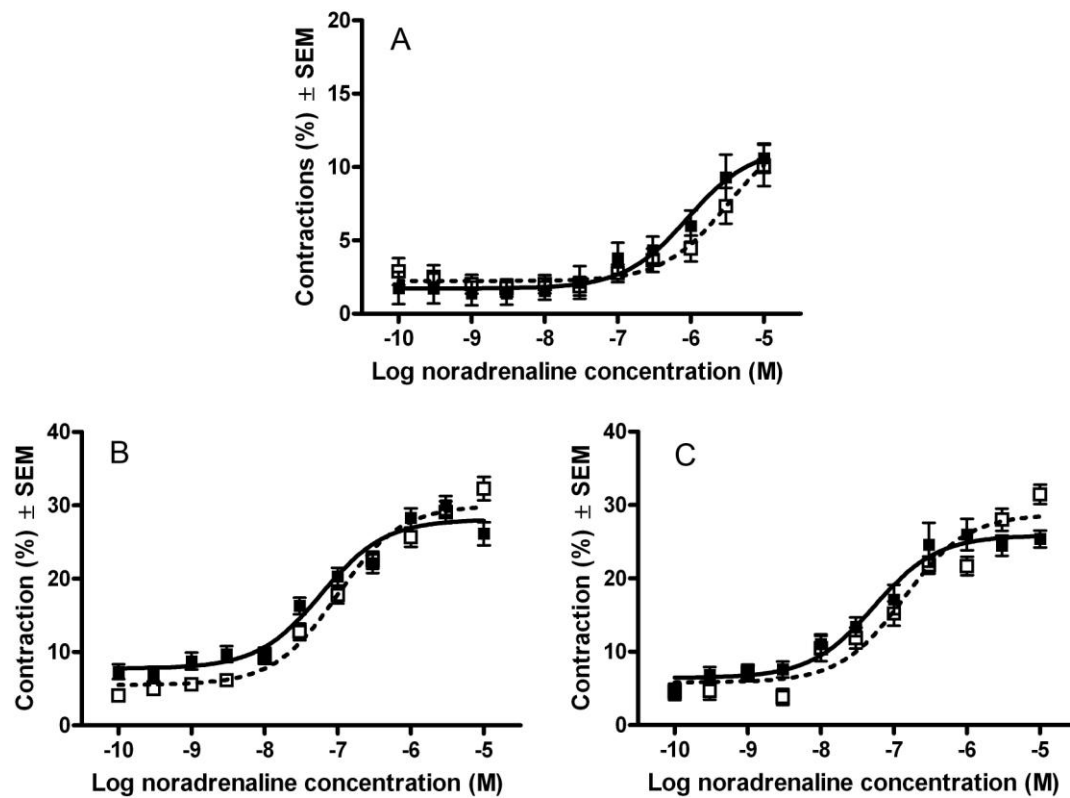 A
Contractions (%) ± SEM
20
15
10
5
0
-10 -9 -8 -7 -6 -5
Log noradrenaline concentration (M)
B
Contraction (%) ± SEM
40
30
20
10
0
-10 -9 -8 -7 -6 -5
Log noradrenaline concentration (M)
C
Contraction (%) ± SEM
40
30
20
10
0
-10 -9 -8 -7 -6 -5
Log noradrenaline concentration (M)